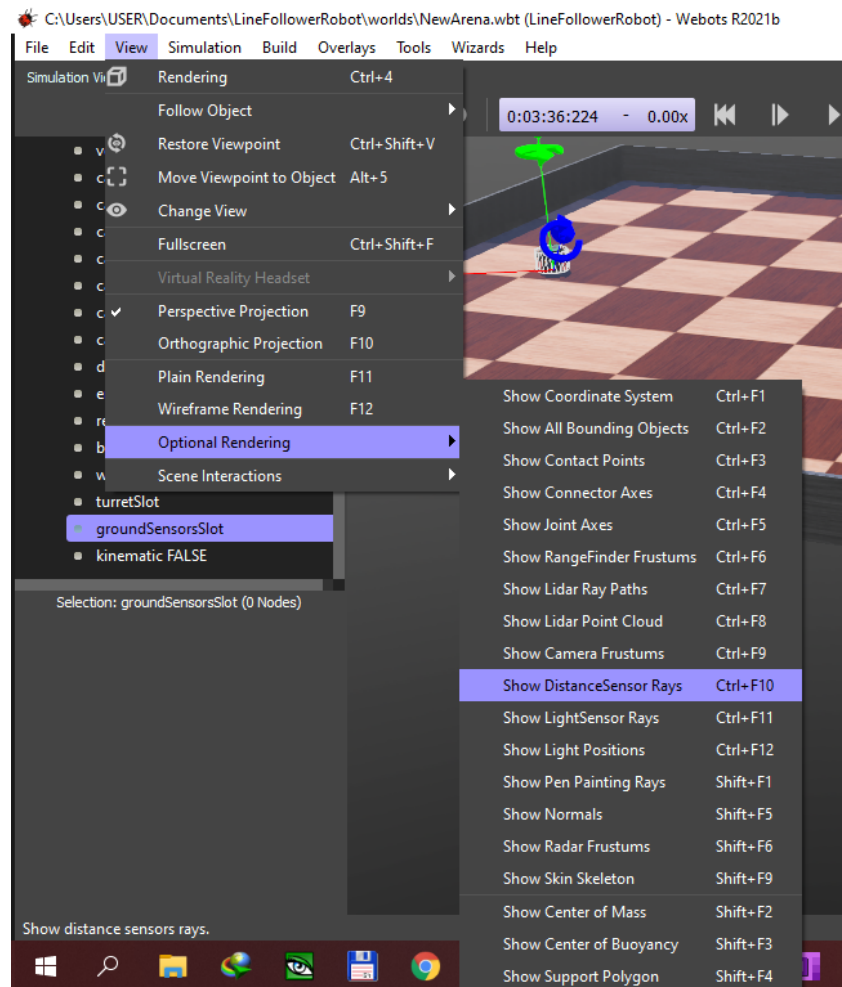 C:\Users\USER\Documents\LineFollowerRobot\worlds\NewArena.wbt (LineFollowerRobot) - Webots R2021b
File Edit View Simulation Build Overlays Tools Wizards Help
Simulation Vi
0:03:36:224 - 0.00x
Rendering Ctrl+4
Follow Object
Restore Viewpoint Ctrl+Shift+V
Move Viewpoint to Object Alt+5
Change View
Fullscreen Ctrl+Shift+F
Virtual Reality Headset
Perspective Projection F9
Orthographic Projection F10
Plain Rendering F11
Wireframe Rendering F12
Optional Rendering
Scene Interactions
v
c
c
c
c
c
c
c
d
e
re
b
w
turretSlot
groundSensorsSlot
kinematic FALSE
Selection: groundSensorsSlot (0 Nodes)
Show Coordinate System Ctrl+F1
Show All Bounding Objects Ctrl+F2
Show Contact Points Ctrl+F3
Show Connector Axes Ctrl+F4
Show Joint Axes Ctrl+F5
Show RangeFinder Frustums Ctrl+F6
Show Lidar Ray Paths Ctrl+F7
Show Lidar Point Cloud Ctrl+F8
Show Camera Frustums Ctrl+F9
Show DistanceSensor Rays Ctrl+F10
Show LightSensor Rays Ctrl+F11
Show Light Positions Ctrl+F12
Show Pen Painting Rays Shift+F1
Show Normals Shift+F5
Show Radar Frustums Shift+F6
Show Skin Skeleton Shift+F9
Show Center of Mass Shift+F2
Show Center of Buoyancy Shift+F3
Show Support Polygon Shift+F4
Show distance sensors rays.